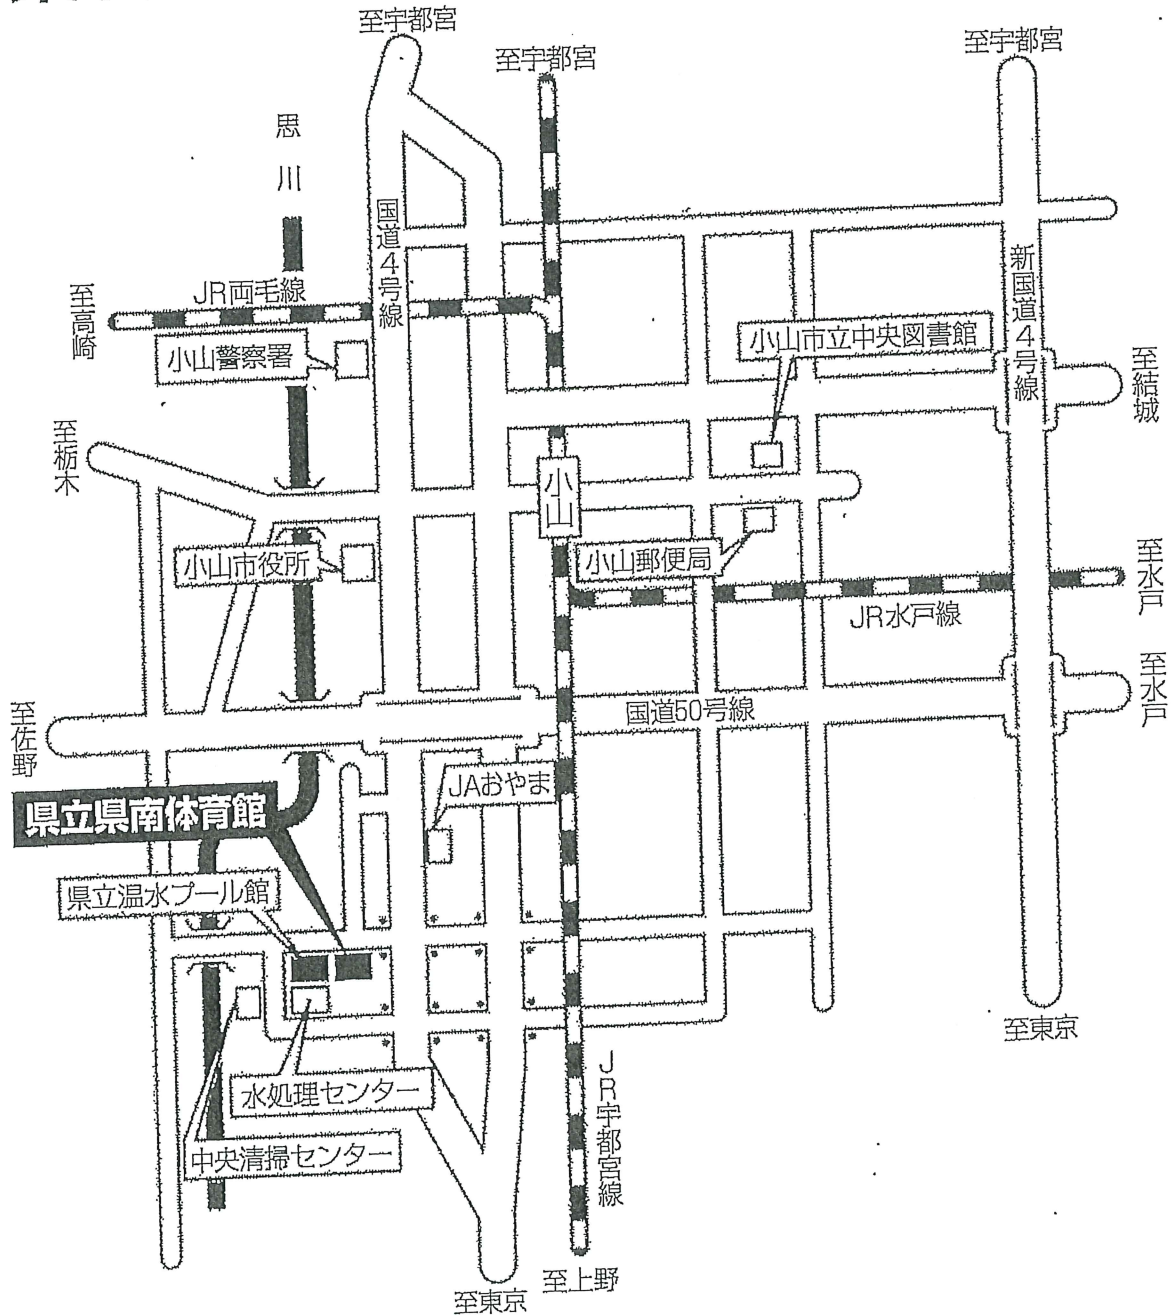 至宇都宮
至宇都宮
至宇都宮
思川
国道4号線
新国道4号線
JR両毛線
至高崎
小山警察署
小山市立中央図書館
至結城
至栃木
小山
小山市役所
小山郵便局
至水戸
JR水戸線
至水戸
至佐野
国道50号線
JAおやま
県立県南体育館
県立温水プール館
水処理センター
中央清掃センター
JR宇都宮線
至東京
至上野
至東京